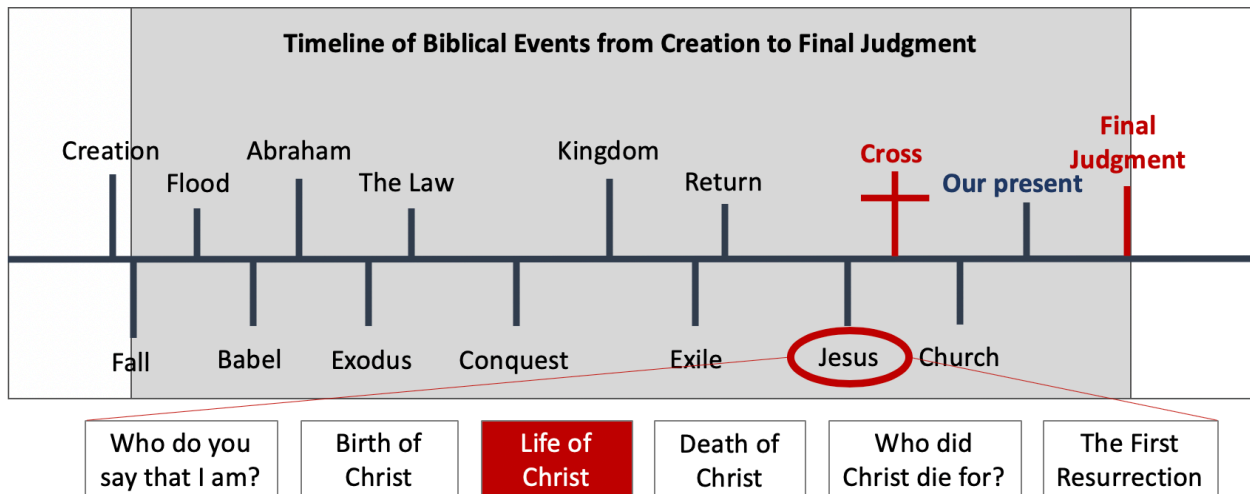 Timeline of Biblical Events from Creation to Final Judgment
Creation
Flood
Abraham
The Law
Kingdom
Return
Cross
Our present
Final
Judgment
Fall
Babel
Exodus
Conquest
Exile
Jesus
Church
Who do you
say that I am?
Birth of
Christ
Life of
Christ
Death of
Christ
Who did
Christ die for?
The First
Resurrection